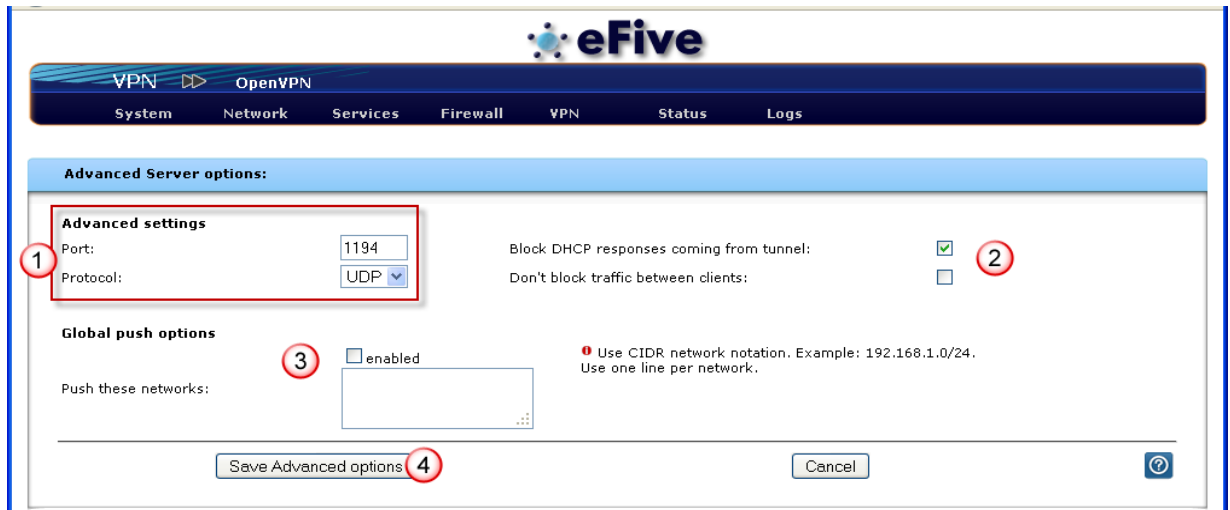 eFive
VPN OpenVPN
System Network Services Firewall VPN Status Logs
Advanced Server options:
Advanced settings
1
Port: 1194 Block DHCP responses coming from tunnel:
2
Protocol: UDP Don't block traffic between clients:
Global push options
3
enabled
Use CIDR network notation. Example: 192.168.1.0/24.
Use one line per network.
Push these networks:
Save Advanced options 4 Cancel ?